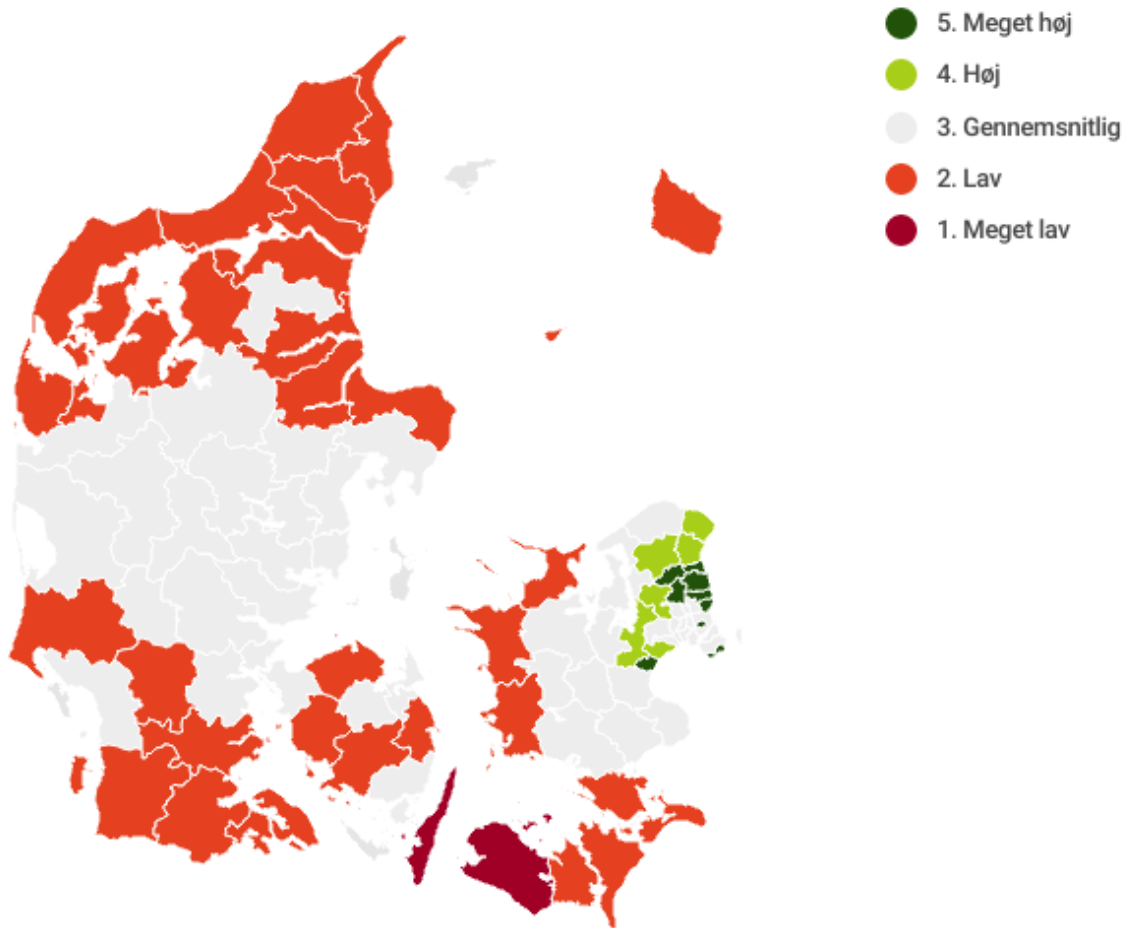 5. Meget høj
4. Høj
3. Gennemsnitlig
2. Lav
1. Meget lav